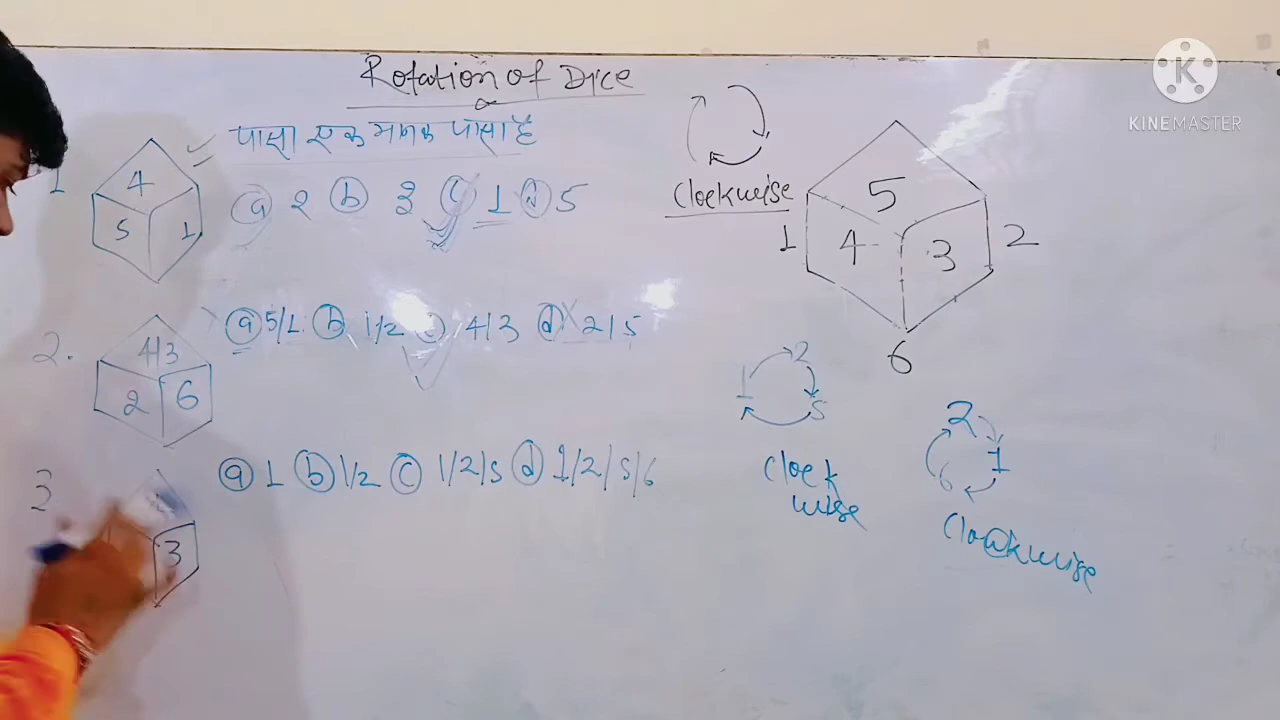 Rotation of Dice
पासा एक मानक पासा है
1
4
5 1
ⓐ 2 ⓑ 3 ⓒ 1 ⓓ 5
2.
4/3
2 6
ⓐ 5/1 ⓑ 1/2 ⓒ 4/3 ⓓ 2/5
3
3
ⓐ 1 ⓑ 1/2 ⓒ 1/2/5 ⓓ 1/2/5/6
Clockwise
5
1 4 3 2
6
1 2 5
Clock
wise
2 1 6
Clockwise
K
KINEMASTER